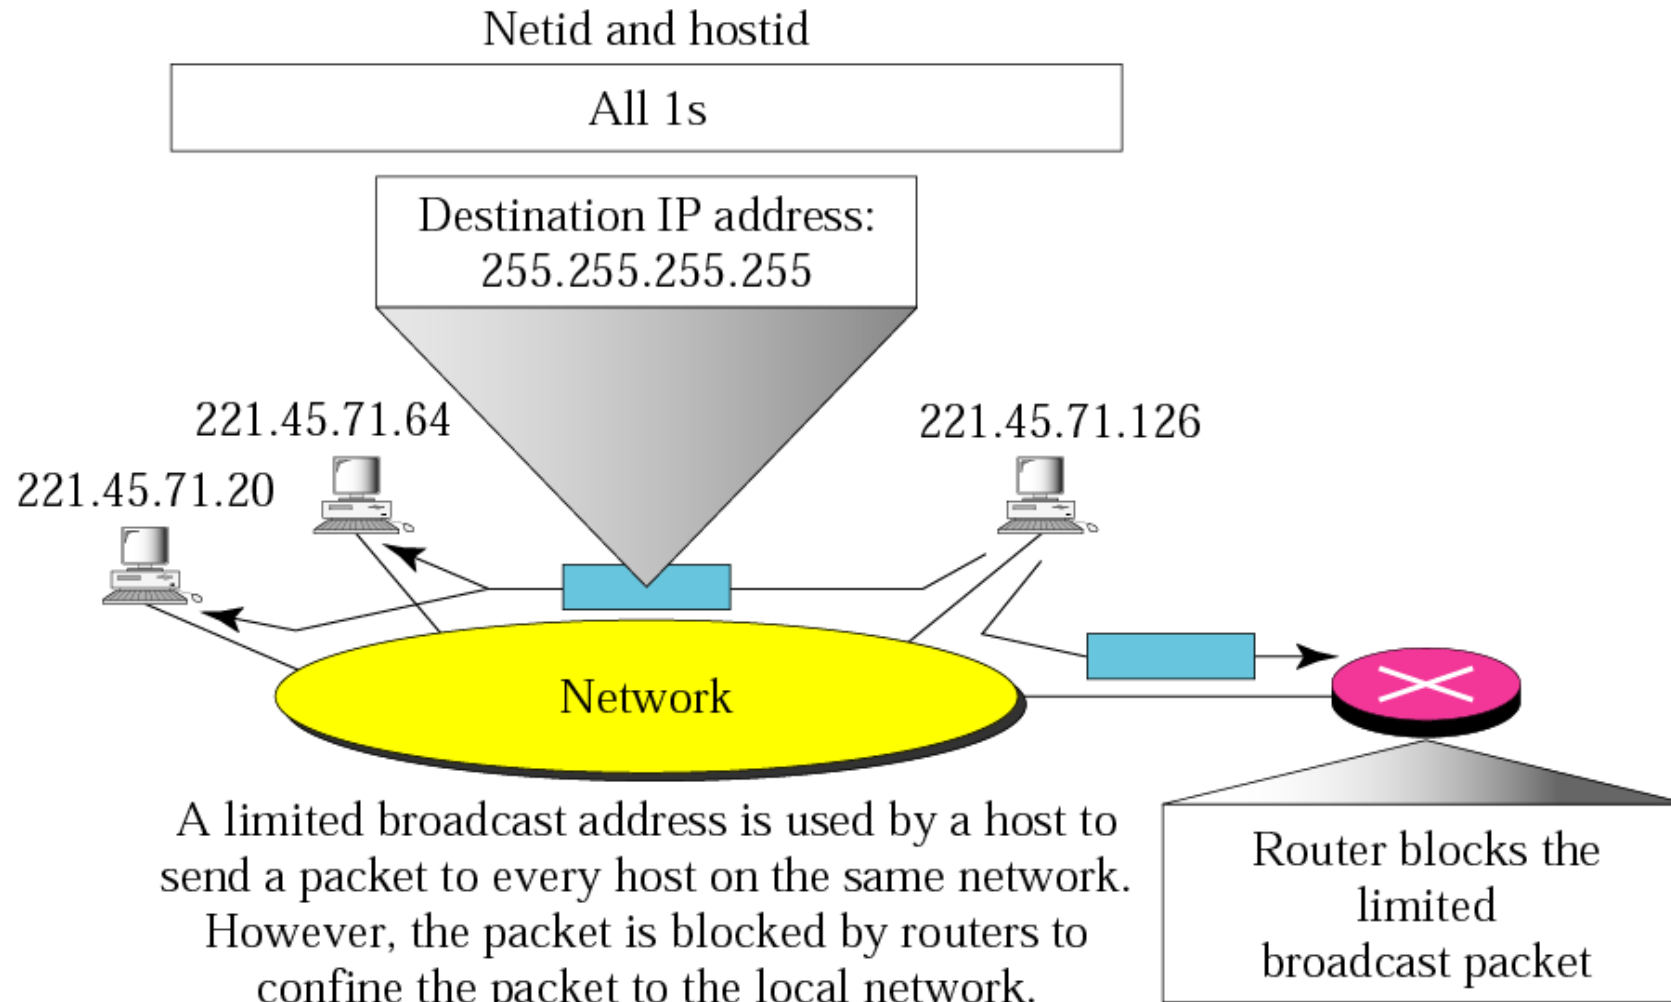 Netid and hostid
All 1s
Destination IP address:
255.255.255.255
221.45.71.64
221.45.71.126
221.45.71.20
Network
A limited broadcast address is used by a host to
send a packet to every host on the same network.
However, the packet is blocked by routers to
confine the packet to the local network.
Router blocks the
limited
broadcast packet